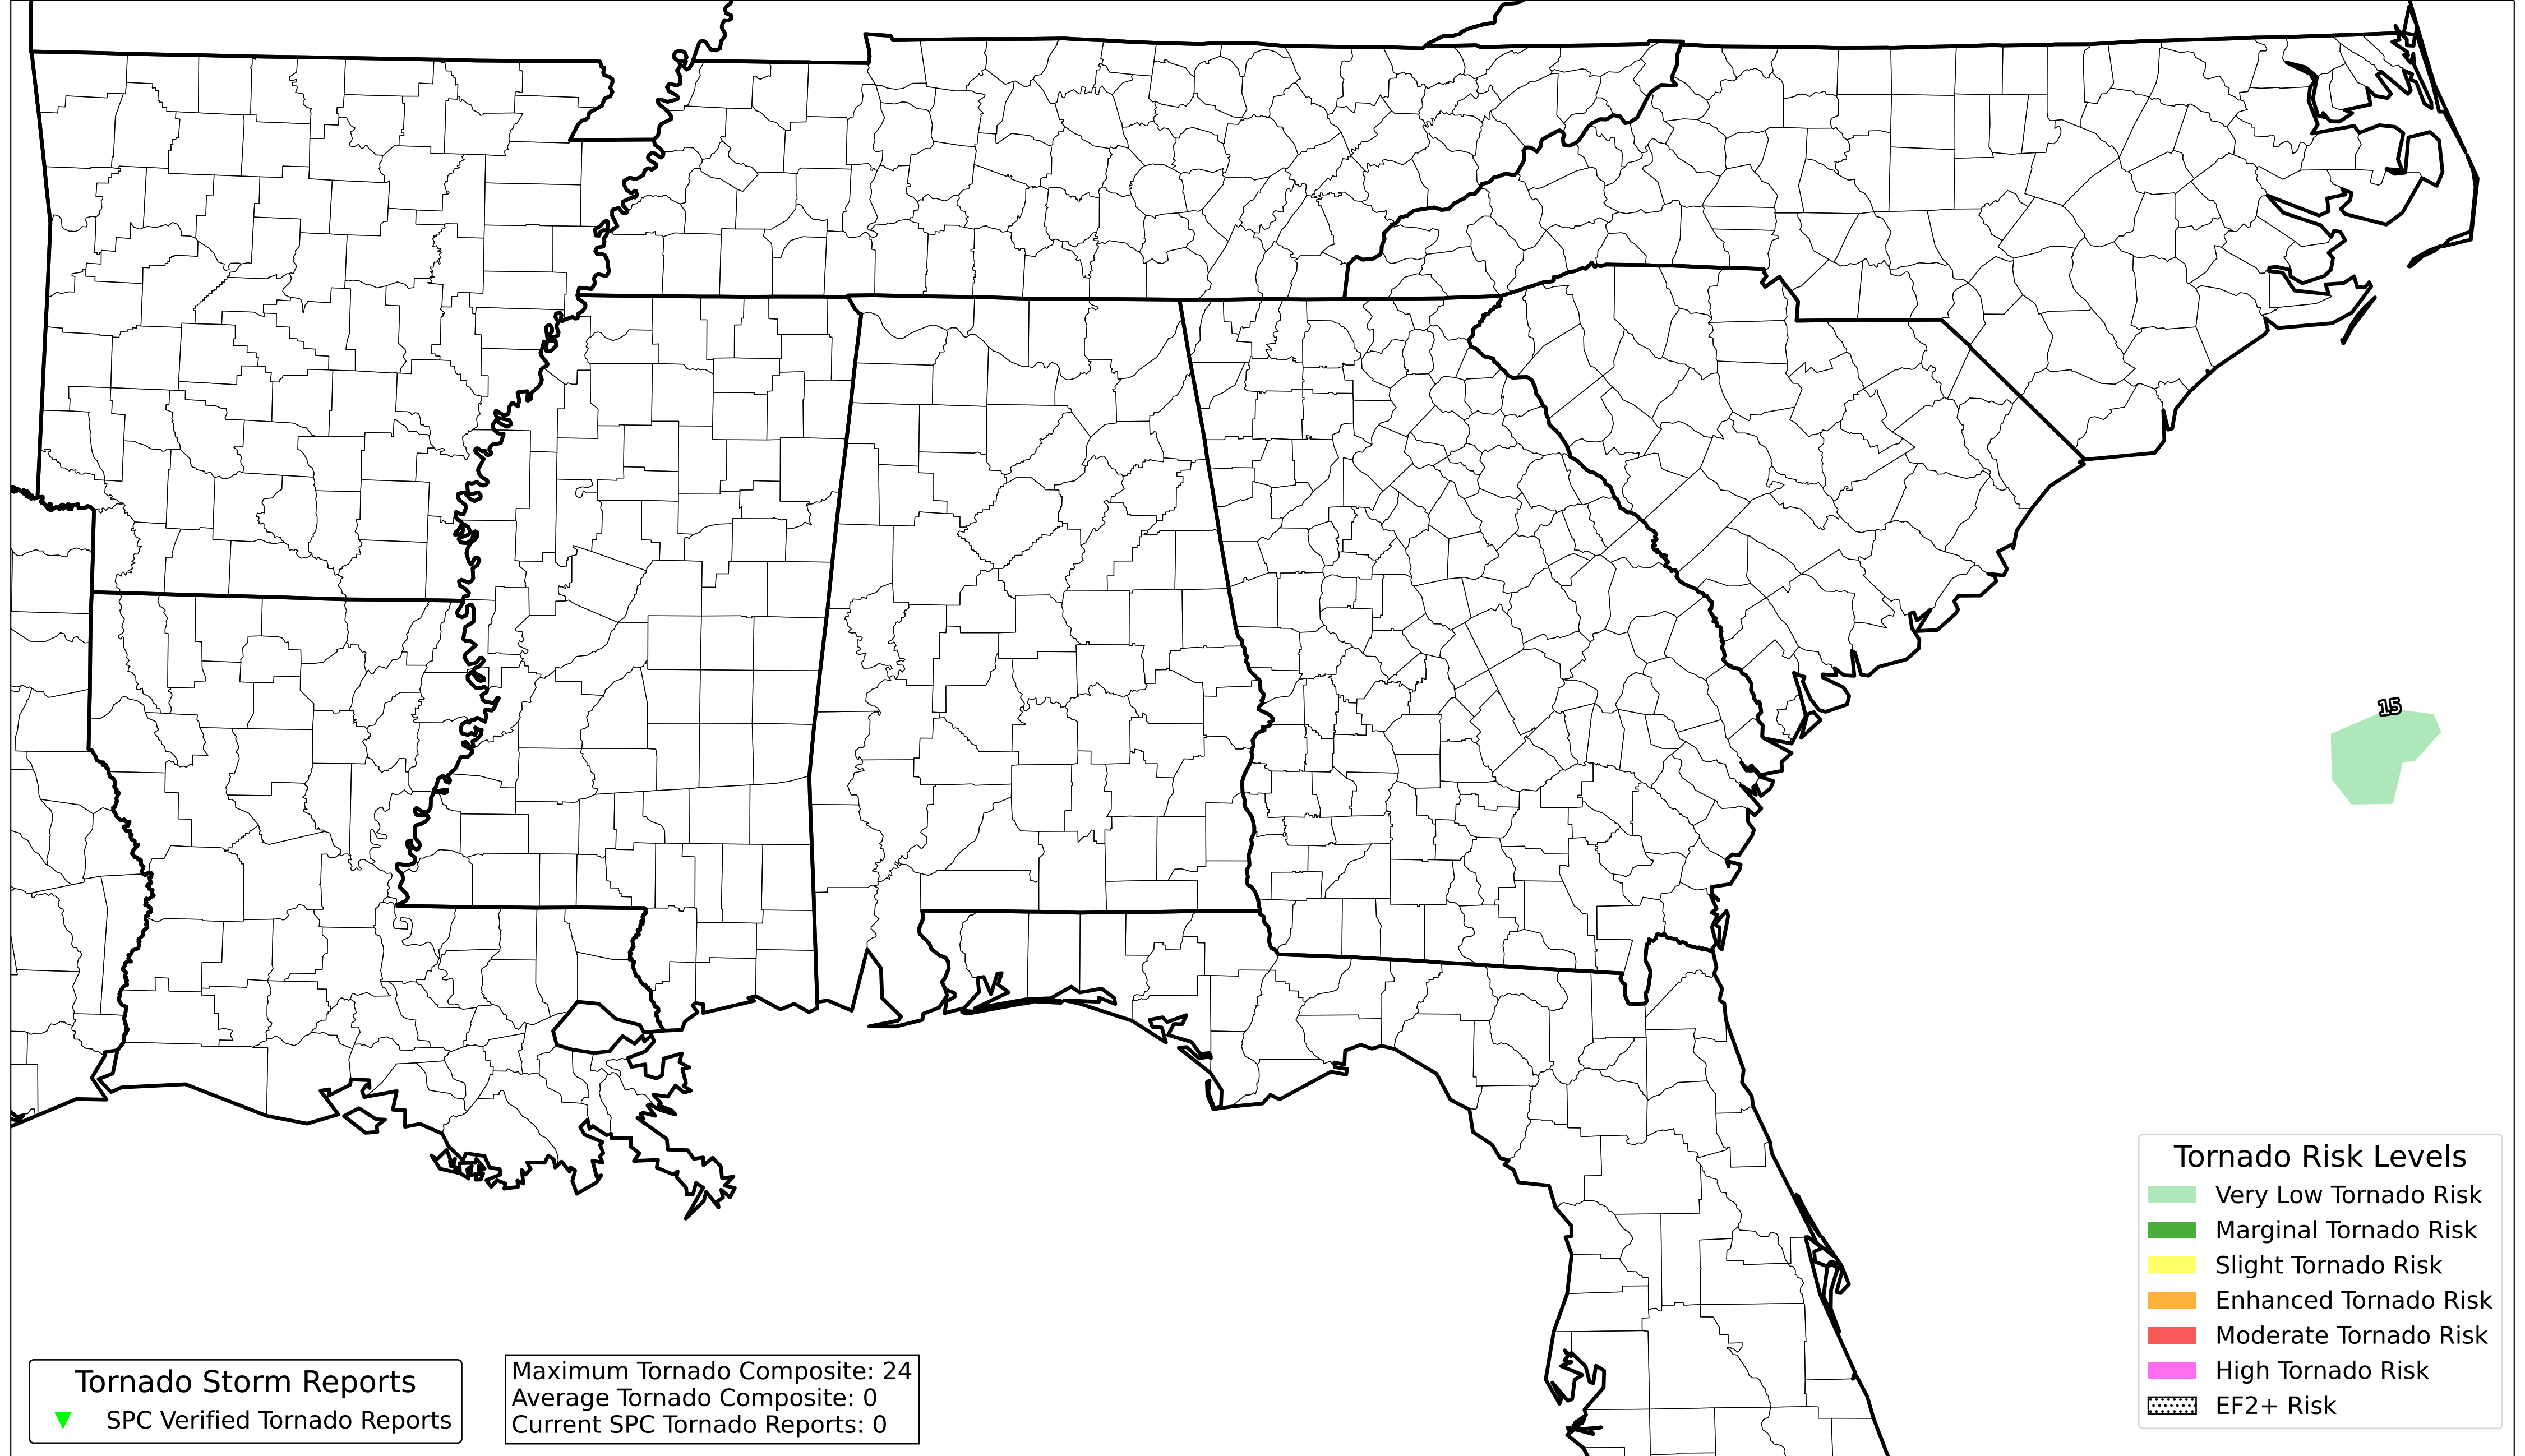 15
Tornado Risk Levels
Very Low Tornado Risk
Marginal Tornado Risk
Slight Tornado Risk
Enhanced Tornado Risk
Moderate Tornado Risk
High Tornado Risk
EF2+ Risk
Tornado Storm Reports
SPC Verified Tornado Reports
Maximum Tornado Composite: 24
Average Tornado Composite: 0
Current SPC Tornado Reports: 0